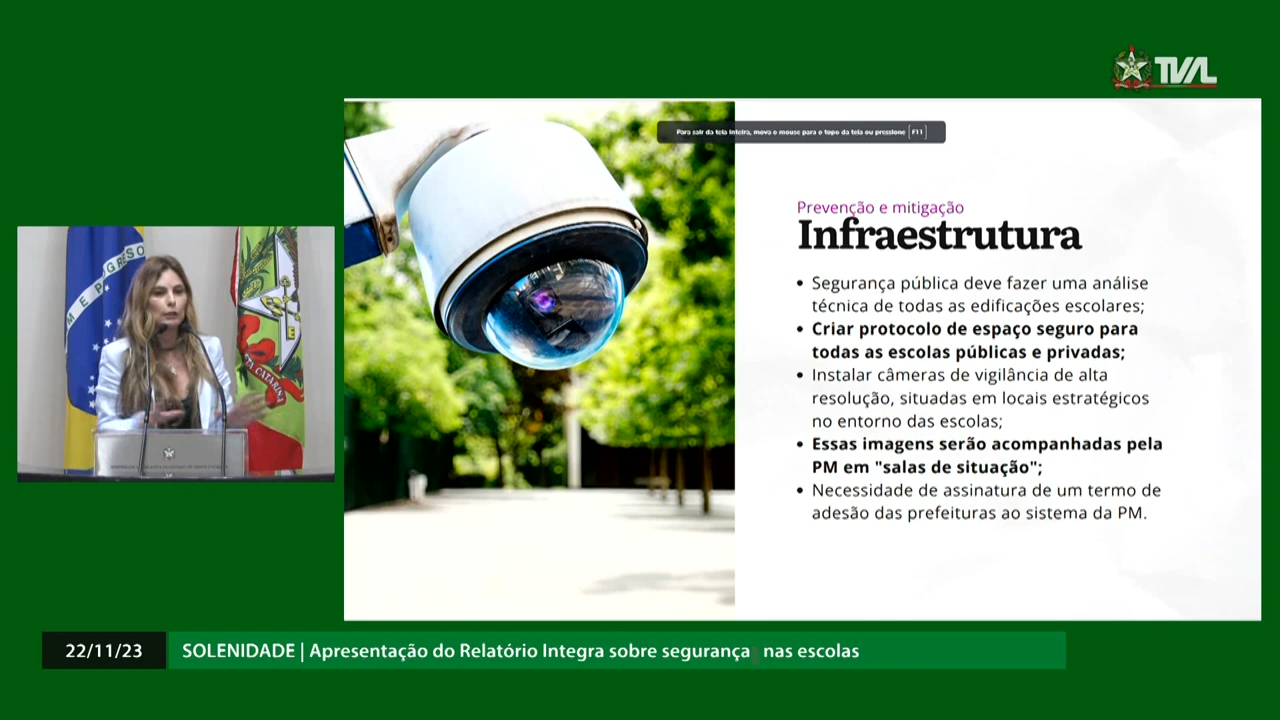 TVAL
Para sair da tela inteira, mova o mouse para o topo da tela ou pressione F11
Prevenção e mitigação
Infraestrutura
• Segurança pública deve fazer uma análise
técnica de todas as edificações escolares;
• Criar protocolo de espaço seguro para
todas as escolas públicas e privadas;
• Instalar câmeras de vigilância de alta
resolução, situadas em locais estratégicos
no entorno das escolas;
• Essas imagens serão acompanhadas pela
PM em "salas de situação";
• Necessidade de assinatura de um termo de
adesão das prefeituras ao sistema da PM.
M E PROGRESSO
CATARINA
22/11/23
SOLENIDADE | Apresentação do Relatório Integra sobre segurança nas escolas